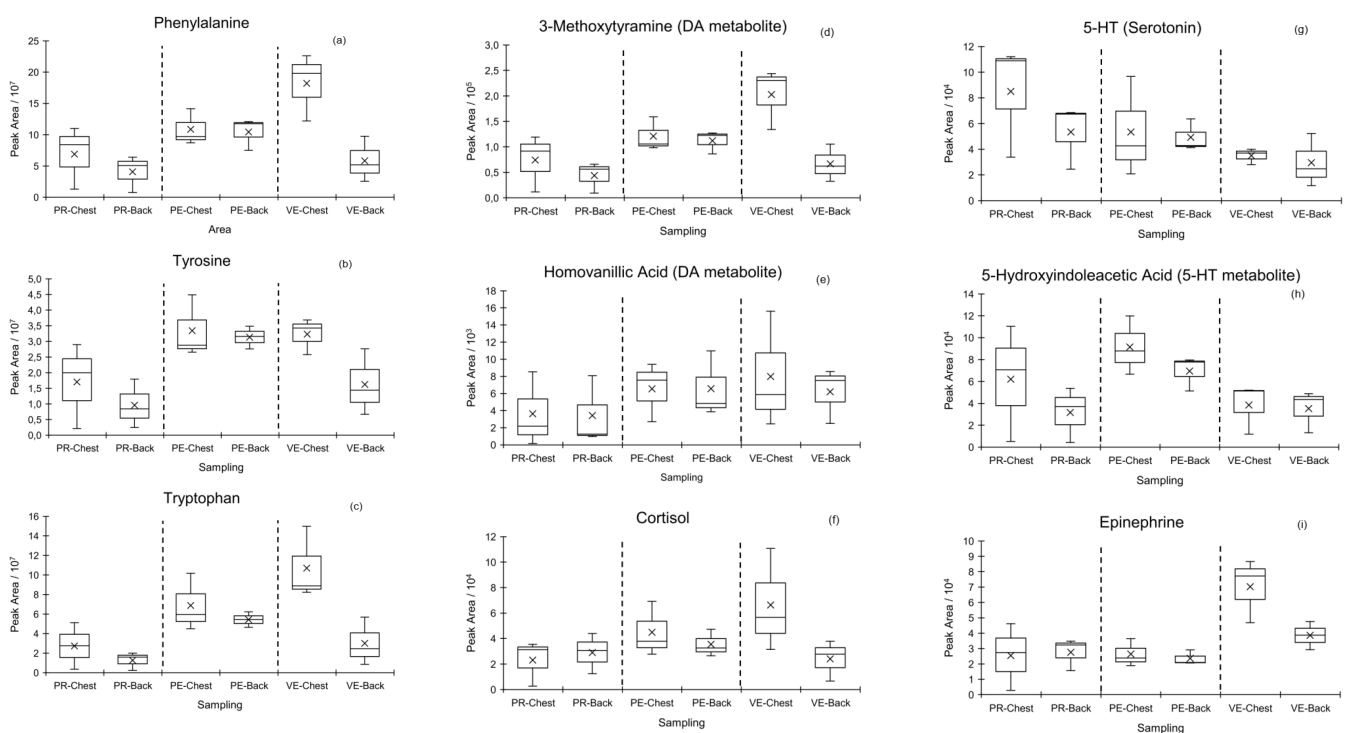 Phenylalanine
(a)
Peak Area / 10⁷
25
20
15
10
5
0
PR-Chest PR-Back PE-Chest PE-Back VE-Chest VE-Back
Area
3-Methoxytyramine (DA metabolite)
(d)
Peak Area / 10⁵
3,0
2,5
2,0
1,5
1,0
0,5
0,0
PR-Chest PR-Back PE-Chest PE-Back VE-Chest VE-Back
Sampling
5-HT (Serotonin)
(g)
Peak Area / 10⁴
12
10
8
6
4
2
0
PR-Chest PR-Back PE-Chest PE-Back VE-Chest VE-Back
Sampling
Tyrosine
(b)
Peak Area / 10⁷
5,0
4,5
4,0
3,5
3,0
2,5
2,0
1,5
1,0
0,5
0,0
PR-Chest PR-Back PE-Chest PE-Back VE-Chest VE-Back
Sampling
Homovanillic Acid (DA metabolite)
(e)
Peak Area / 10³
18
16
14
12
10
8
6
4
2
0
PR-Chest PR-Back PE-Chest PE-Back VE-Chest VE-Back
Sampling
5-Hydroxyindoleacetic Acid (5-HT metabolite)
(h)
Peak Area / 10⁴
14
12
10
8
6
4
2
0
PR-Chest PR-Back PE-Chest PE-Back VE-Chest VE-Back
Sampling
Tryptophan
(c)
Peak Area / 10⁷
16
14
12
10
8
6
4
2
0
PR-Chest PR-Back PE-Chest PE-Back VE-Chest VE-Back
Sampling
Cortisol
(f)
Peak Area / 10⁴
12
10
8
6
4
2
0
PR-Chest PR-Back PE-Chest PE-Back VE-Chest VE-Back
Sampling
Epinephrine
(i)
Peak Area / 10⁴
10
9
8
7
5
4
3
2
1
0
PR-Chest PR-Back PE-Chest PE-Back VE-Chest VE-Back
Sampling